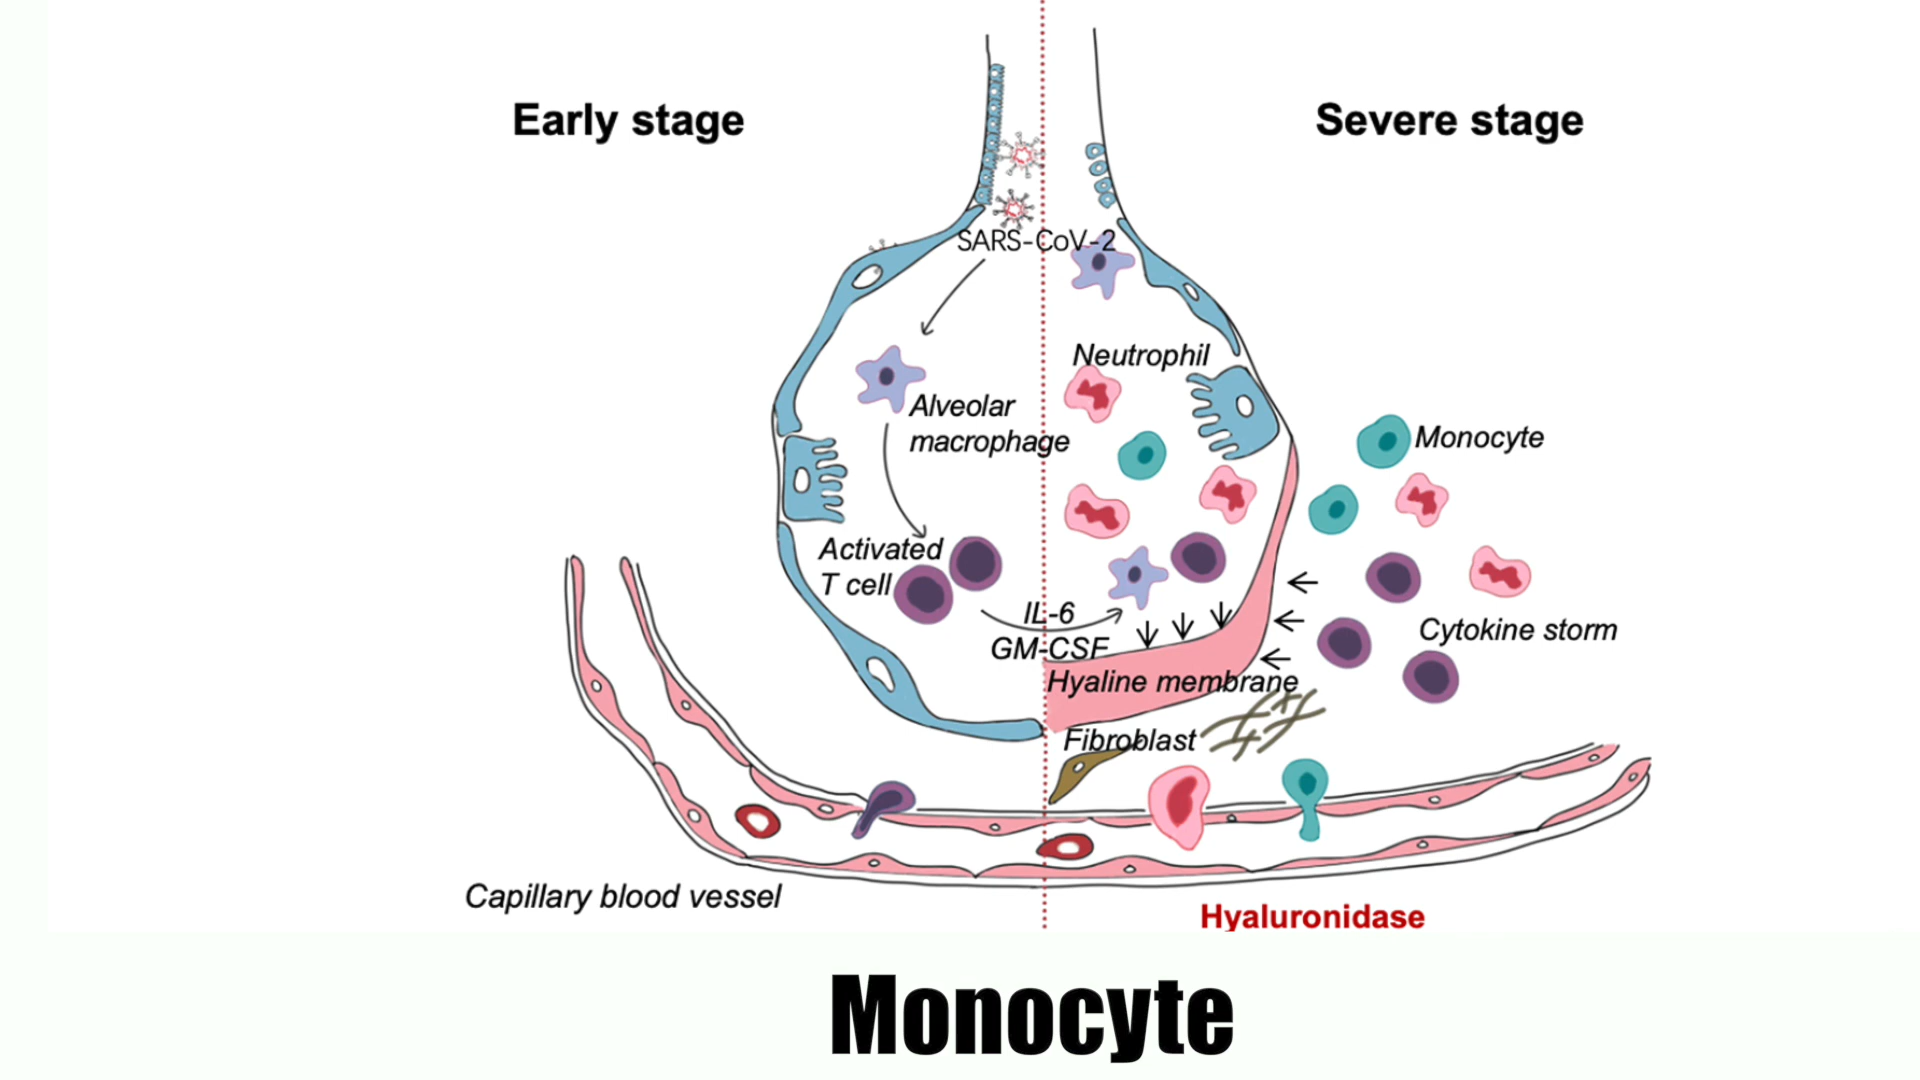 Early stage
Severe stage
SARS-CoV-2
Neutrophil
Alveolar
macrophage
Monocyte
Activated
T cell
IL-6
GM-CSF
Cytokine storm
Hyaline membrane
Fibroblast
Capillary blood vessel
Hyaluronidase
Monocyte